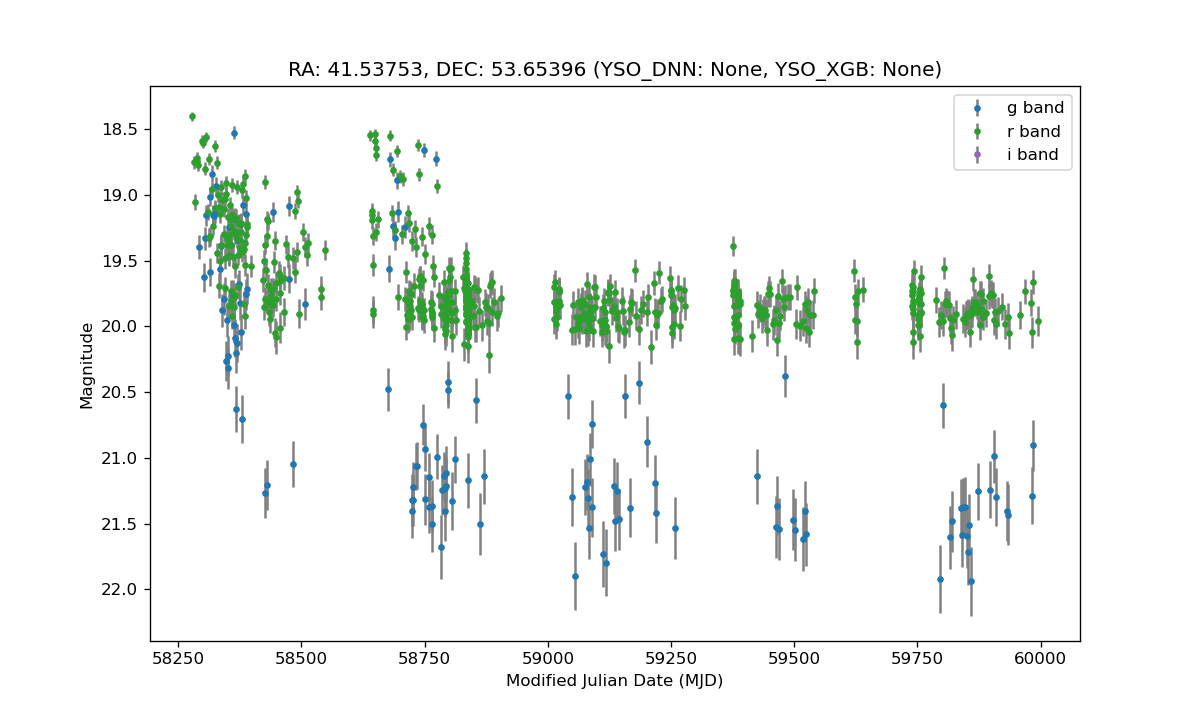 RA: 41.53753, DEC: 53.65396 (YSO_DNN: None, YSO_XGB: None)
g band
r band
i band
18.5
19.0
19.5
20.0
20.5
21.0
21.5
22.0
Magnitude
58250 58500 58750 59000 59250 59500 59750 60000
Modified Julian Date (MJD)